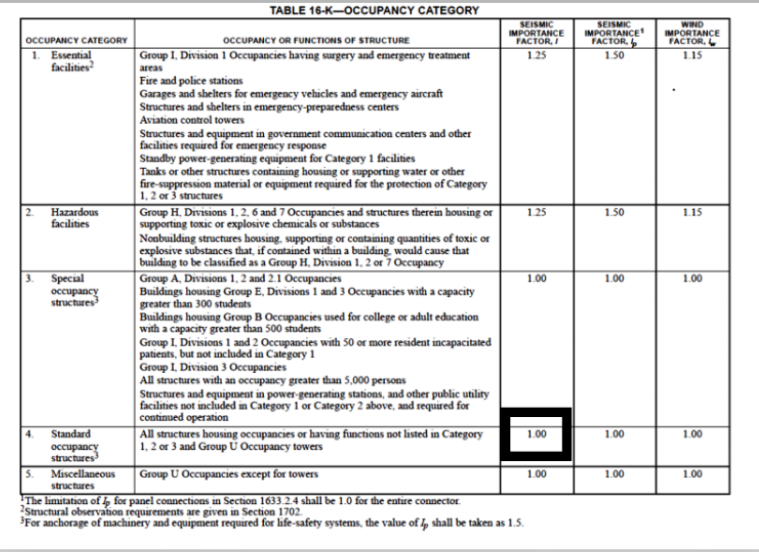 TABLE 16-K—OCCUPANCY CATEGORY
OCCUPANCY CATEGORY OCCUPANCY OR FUNCTIONS OF STRUCTURE SEISMIC IMPORTANCE FACTOR, I SEISMIC IMPORTANCE¹ FACTOR, Ip WIND IMPORTANCE FACTOR, Iw
1. Essential facilities² Group I, Division 1 Occupancies having surgery and emergency treatment 1.25 1.50 1.15
areas
Fire and police stations
Garages and shelters for emergency vehicles and emergency aircraft
Structures and shelters in emergency-preparedness centers
Aviation control towers
Structures and equipment in government communication centers and other
facilities required for emergency response
Standby power-generating equipment for Category 1 facilities
Tanks or other structures containing housing or supporting water or other
fire-suppression material or equipment required for the protection of Category
1, 2 or 3 structures
2. Hazardous facilities Group H, Divisions 1, 2, 6 and 7 Occupancies and structures therein housing or 1.25 1.50 1.15
supporting toxic or explosive chemicals or substances
Nonbuilding structures housing, supporting or containing quantities of toxic or
explosive substances that, if contained within a building, would cause that
building to be classified as a Group H, Division 1, 2 or 7 Occupancy
3. Special occupancy structures³ Group A, Divisions 1, 2 and 2.1 Occupancies 1.00 1.00 1.00
Buildings housing Group E, Divisions 1 and 3 Occupancies with a capacity
greater than 300 students
Buildings housing Group B Occupancies used for college or adult education
with a capacity greater than 500 students
Group I, Divisions 1 and 2 Occupancies with 50 or more resident incapacitated
patients, but not included in Category 1
Group I, Division 3 Occupancies
All structures with an occupancy greater than 5,000 persons
Structures and equipment in power-generating stations, and other public utility
facilities not included in Category 1 or Category 2 above, and required for
continued operation
4. Standard occupancy structures³ All structures housing occupancies or having functions not listed in Category 1.00 1.00 1.00
1, 2 or 3 and Group U Occupancy towers
5. Miscellaneous structures Group U Occupancies except for towers 1.00 1.00 1.00
¹The limitation of Ip for panel connections in Section 1633.2.4 shall be 1.0 for the entire connector.
²Structural observation requirements are given in Section 1702.
³For anchorage of machinery and equipment required for life-safety systems, the value of Ip shall be taken as 1.5.